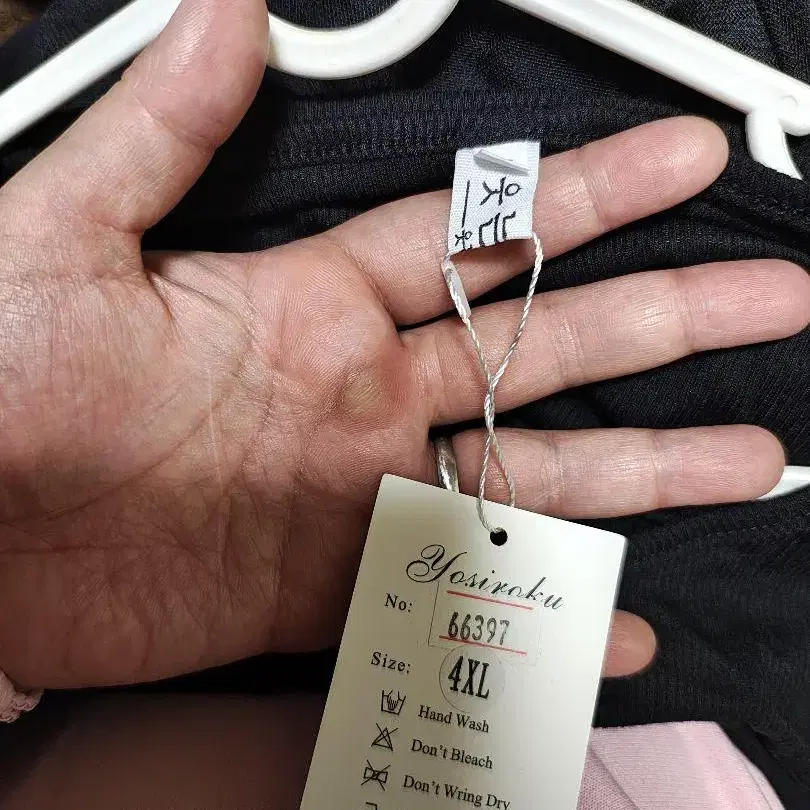 Yosiroku
No: 66397
Size: 4XL
Hand Wash
Don't Bleach
Don't Wring Dry